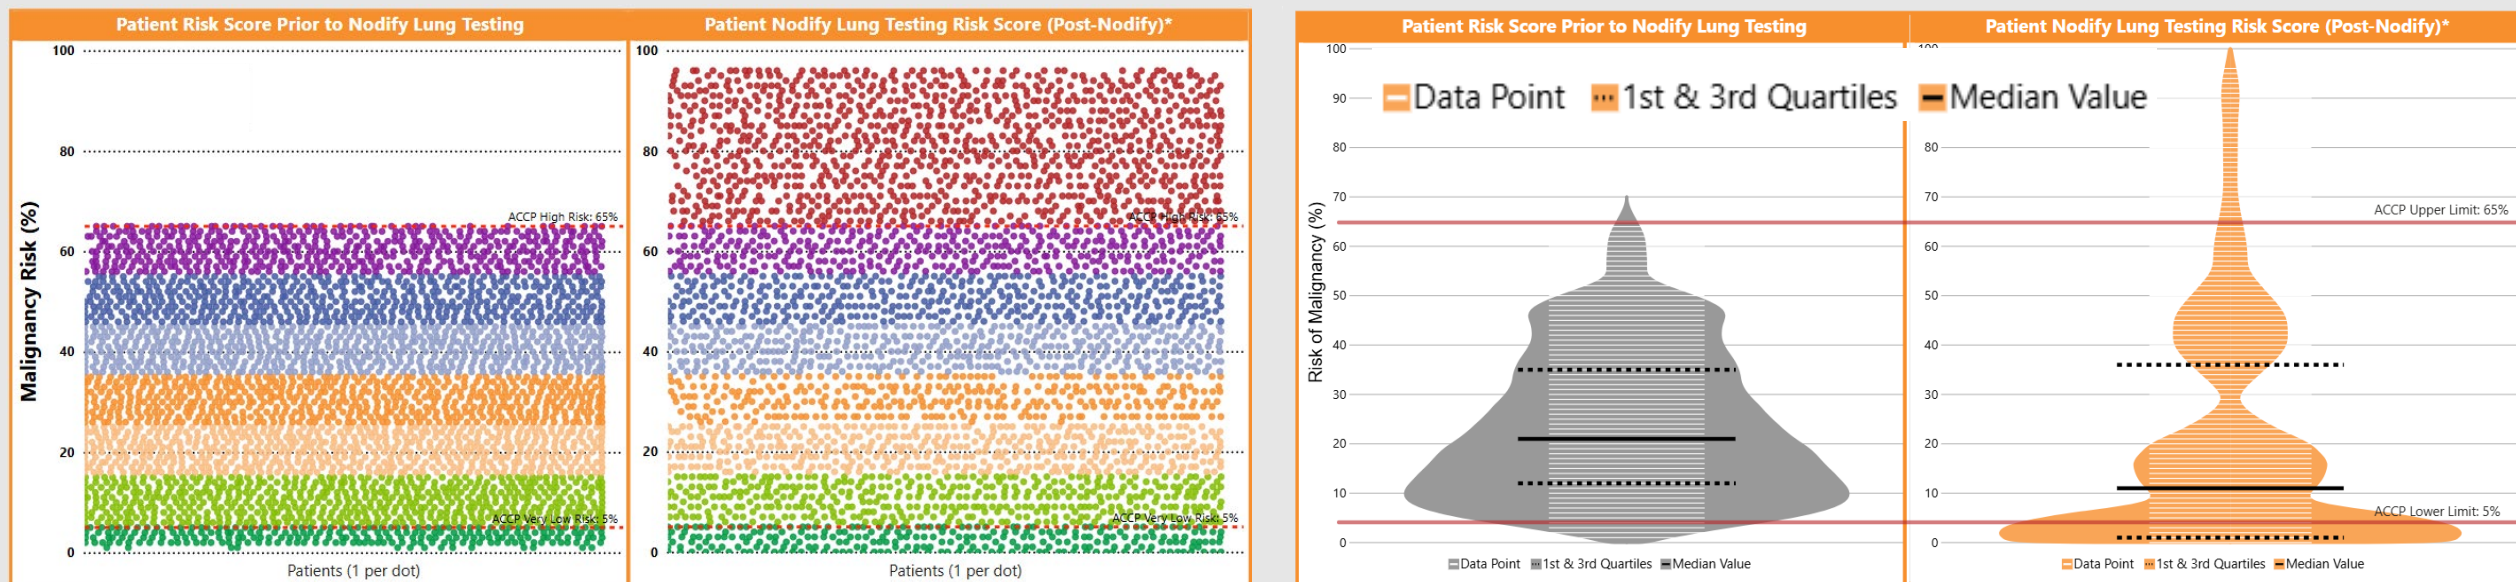 Patient Risk Score Prior to Nodify Lung Testing
Patient Nodify Lung Testing Risk Score (Post-Nodify)*
100
80
60
40
20
0
Malignancy Risk (%)
ACCP High Risk: 65%
ACCP Very Low Risk: 5%
Patients (1 per dot)
100
80
60
40
20
0
ACCP High Risk: 65%
ACCP Very Low Risk: 5%
Patients (1 per dot)
Patient Risk Score Prior to Nodify Lung Testing
Patient Nodify Lung Testing Risk Score (Post-Nodify)*
Data Point 1st & 3rd Quartiles Median Value
100
90
80
70
60
50
40
30
20
10
0
Risk of Malignancy (%)
Data Point 1st & 3rd Quartiles Median Value
100
80
70
60
50
40
30
20
10
0
ACCP Upper Limit: 65%
ACCP Lower Limit: 5%
Data Point 1st & 3rd Quartiles Median Value